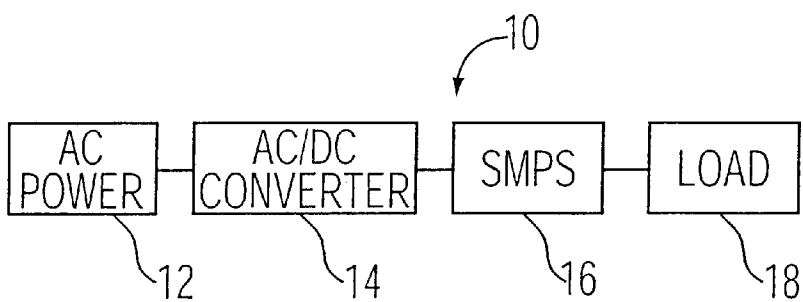 10
AC
POWER
AC/DC
CONVERTER
SMPS
LOAD
12
14
16
18